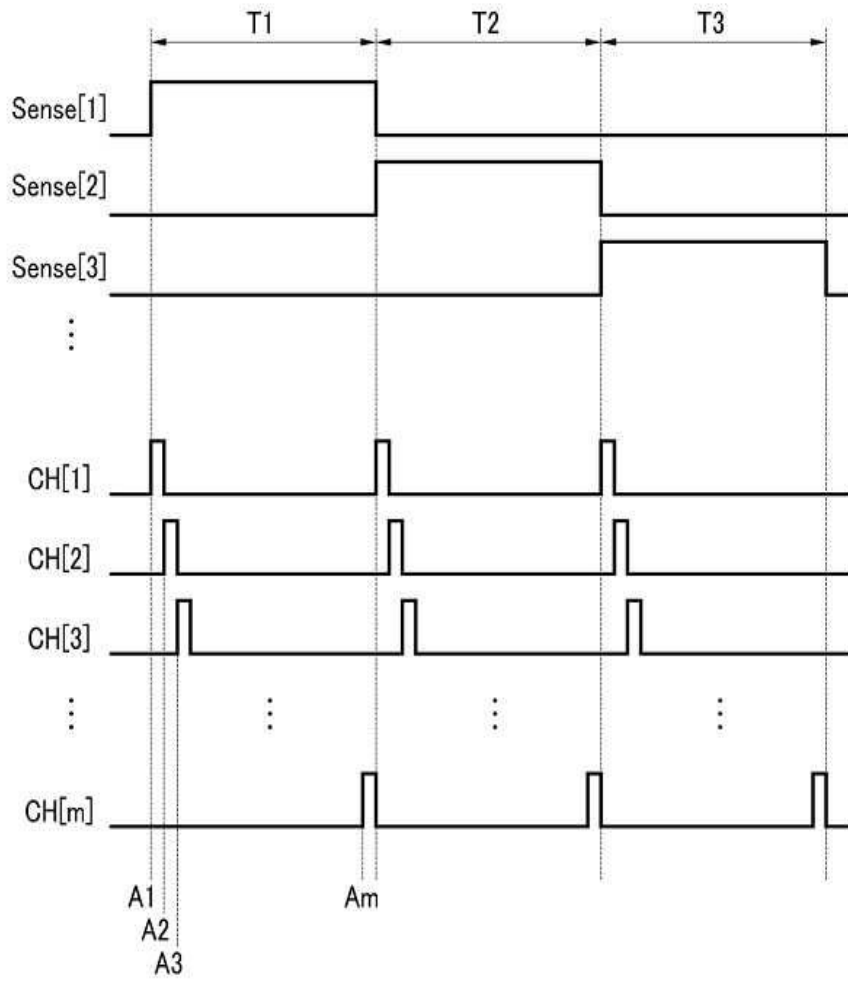 T1 T2 T3
Sense[1]
Sense[2]
Sense[3]
⋮
CH[1]
CH[2]
CH[3]
⋮ ⋮ ⋮ ⋮
CH[m]
A1 Am
A2
A3